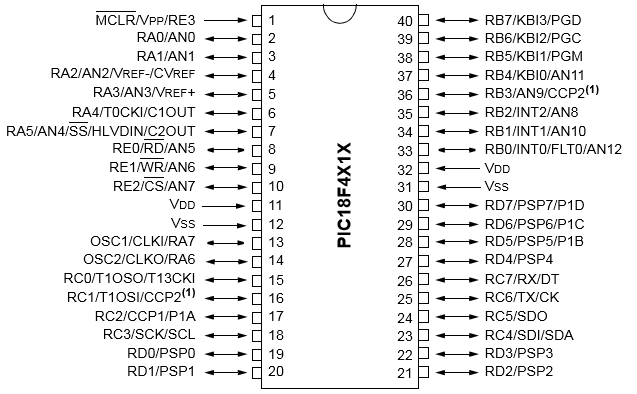 MCLR/VPP/RE3 1 40 RB7/KBI3/PGD
RA0/AN0 2 39 RB6/KBI2/PGC
RA1/AN1 3 38 RB5/KBI1/PGM
RA2/AN2/VREF-/CVREF 4 37 RB4/KBI0/AN11
RA3/AN3/VREF+ 5 36 RB3/AN9/CCP2(1)
RA4/T0CKI/C1OUT 6 35 RB2/INT2/AN8
RA5/AN4/SS/HLVDIN/C2OUT 7 34 RB1/INT1/AN10
RE0/RD/AN5 8 33 RB0/INT0/FLT0/AN12
RE1/WR/AN6 9 32 VDD
RE2/CS/AN7 10 31 VSS
VDD 11 30 RD7/PSP7/P1D
VSS 12 29 RD6/PSP6/P1C
OSC1/CLKI/RA7 13 28 RD5/PSP5/P1B
OSC2/CLKO/RA6 14 27 RD4/PSP4
RC0/T1OSO/T13CKI 15 26 RC7/RX/DT
RC1/T1OSI/CCP2(1) 16 25 RC6/TX/CK
RC2/CCP1/P1A 17 24 RC5/SDO
RC3/SCK/SCL 18 23 RC4/SDI/SDA
RD0/PSP0 19 22 RD3/PSP3
RD1/PSP1 20 21 RD2/PSP2
PIC18F4X1X